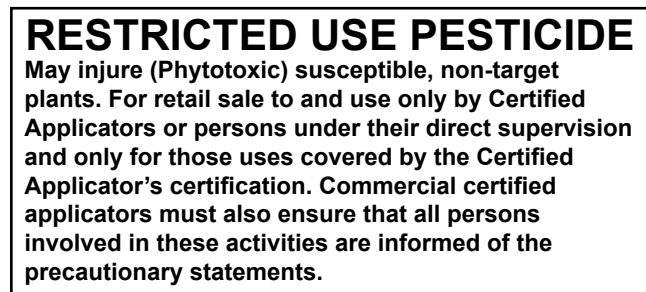 RESTRICTED USE PESTICIDE
May injure (Phytotoxic) susceptible, non-target
plants. For retail sale to and use only by Certified
Applicators or persons under their direct supervision
and only for those uses covered by the Certified
Applicator’s certification. Commercial certified
applicators must also ensure that all persons
involved in these activities are informed of the
precautionary statements.